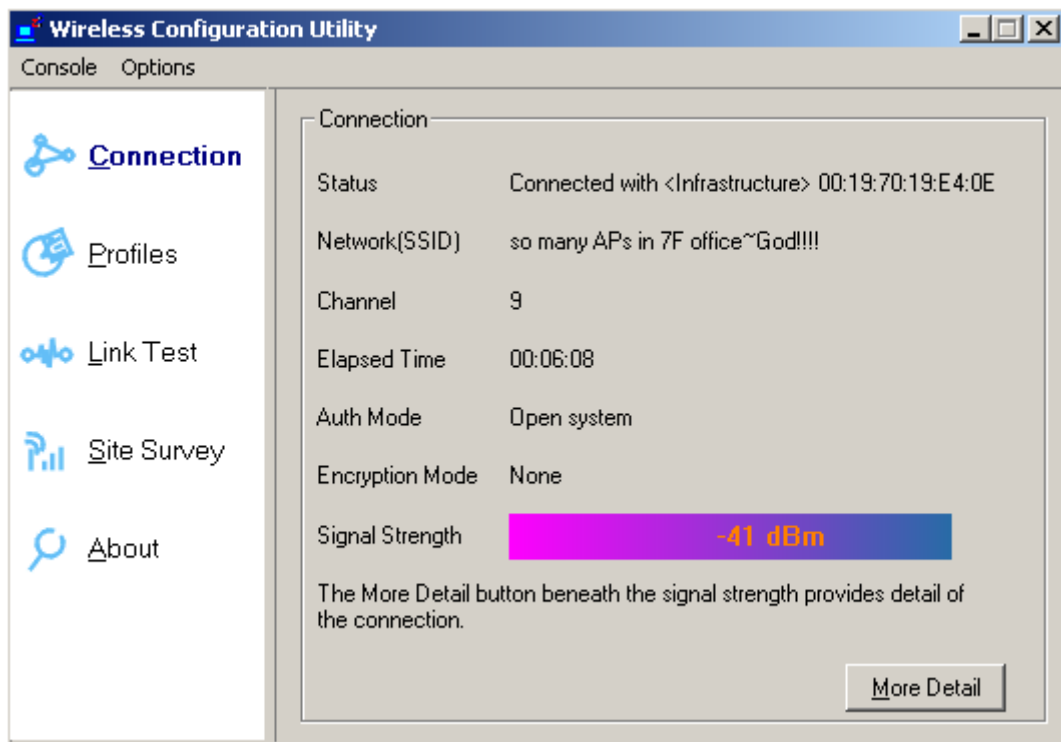 Wireless Configuration Utility
Console Options
Connection
Profiles
Link Test
Site Survey
About
Connection
Status Connected with <Infrastructure> 00:19:70:19:E4:0E
Network(SSID) so many APs in 7F office~God!!!!
Channel 9
Elapsed Time 00:06:08
Auth Mode Open system
Encryption Mode None
Signal Strength -41 dBm
The More Detail button beneath the signal strength provides detail of
the connection.
More Detail